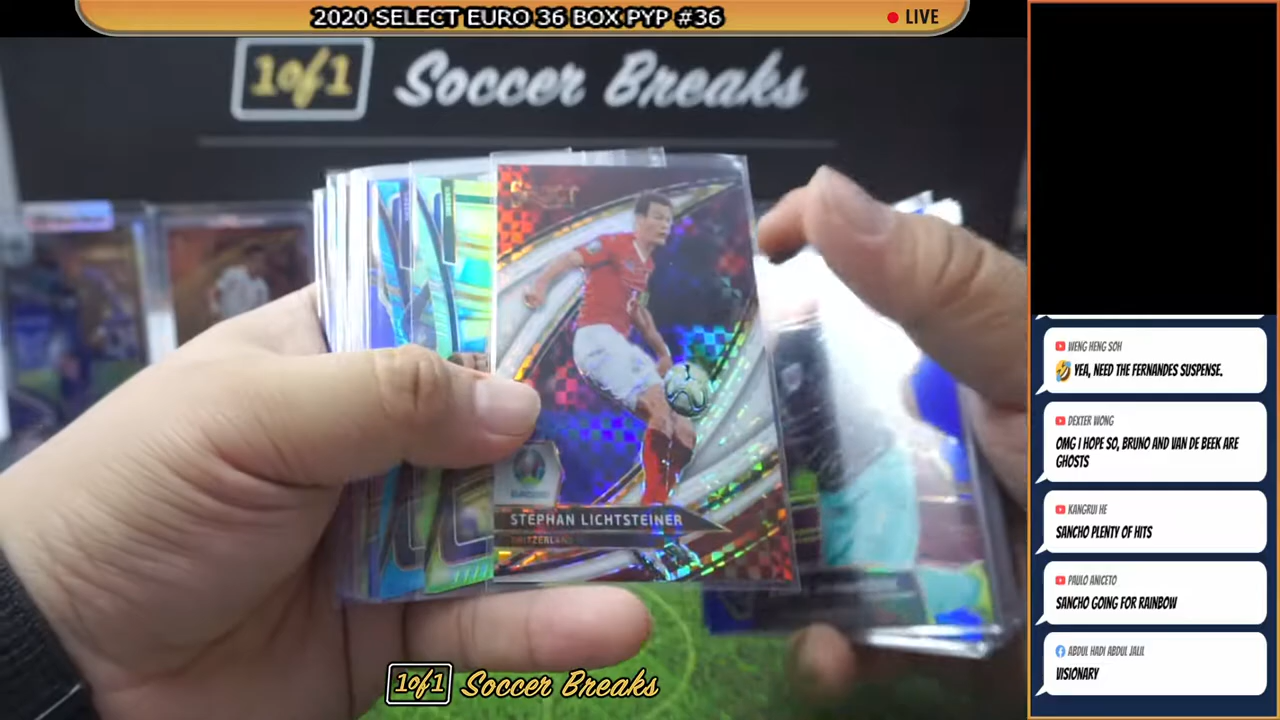 2020 SELECT EURO 36 BOX PYP #36
LIVE
1of1 Soccer Breaks
STEPHAN LICHTSTEINER
SWITZERLAND
1of1 Soccer Breaks
WENG HENG SOH
🤣 YEA, NEED THE FERNANDES SUSPENSE.
DEXTER WONG
OMG I HOPE SO, BRUNO AND VAN DE BEEK ARE
GHOSTS
KANGRUI HE
SANCHO PLENTY OF HITS
PAULO ANICETO
SANCHO GOING FOR RAINBOW
ABDUL HADI ABDUL JALIL
VISIONARY